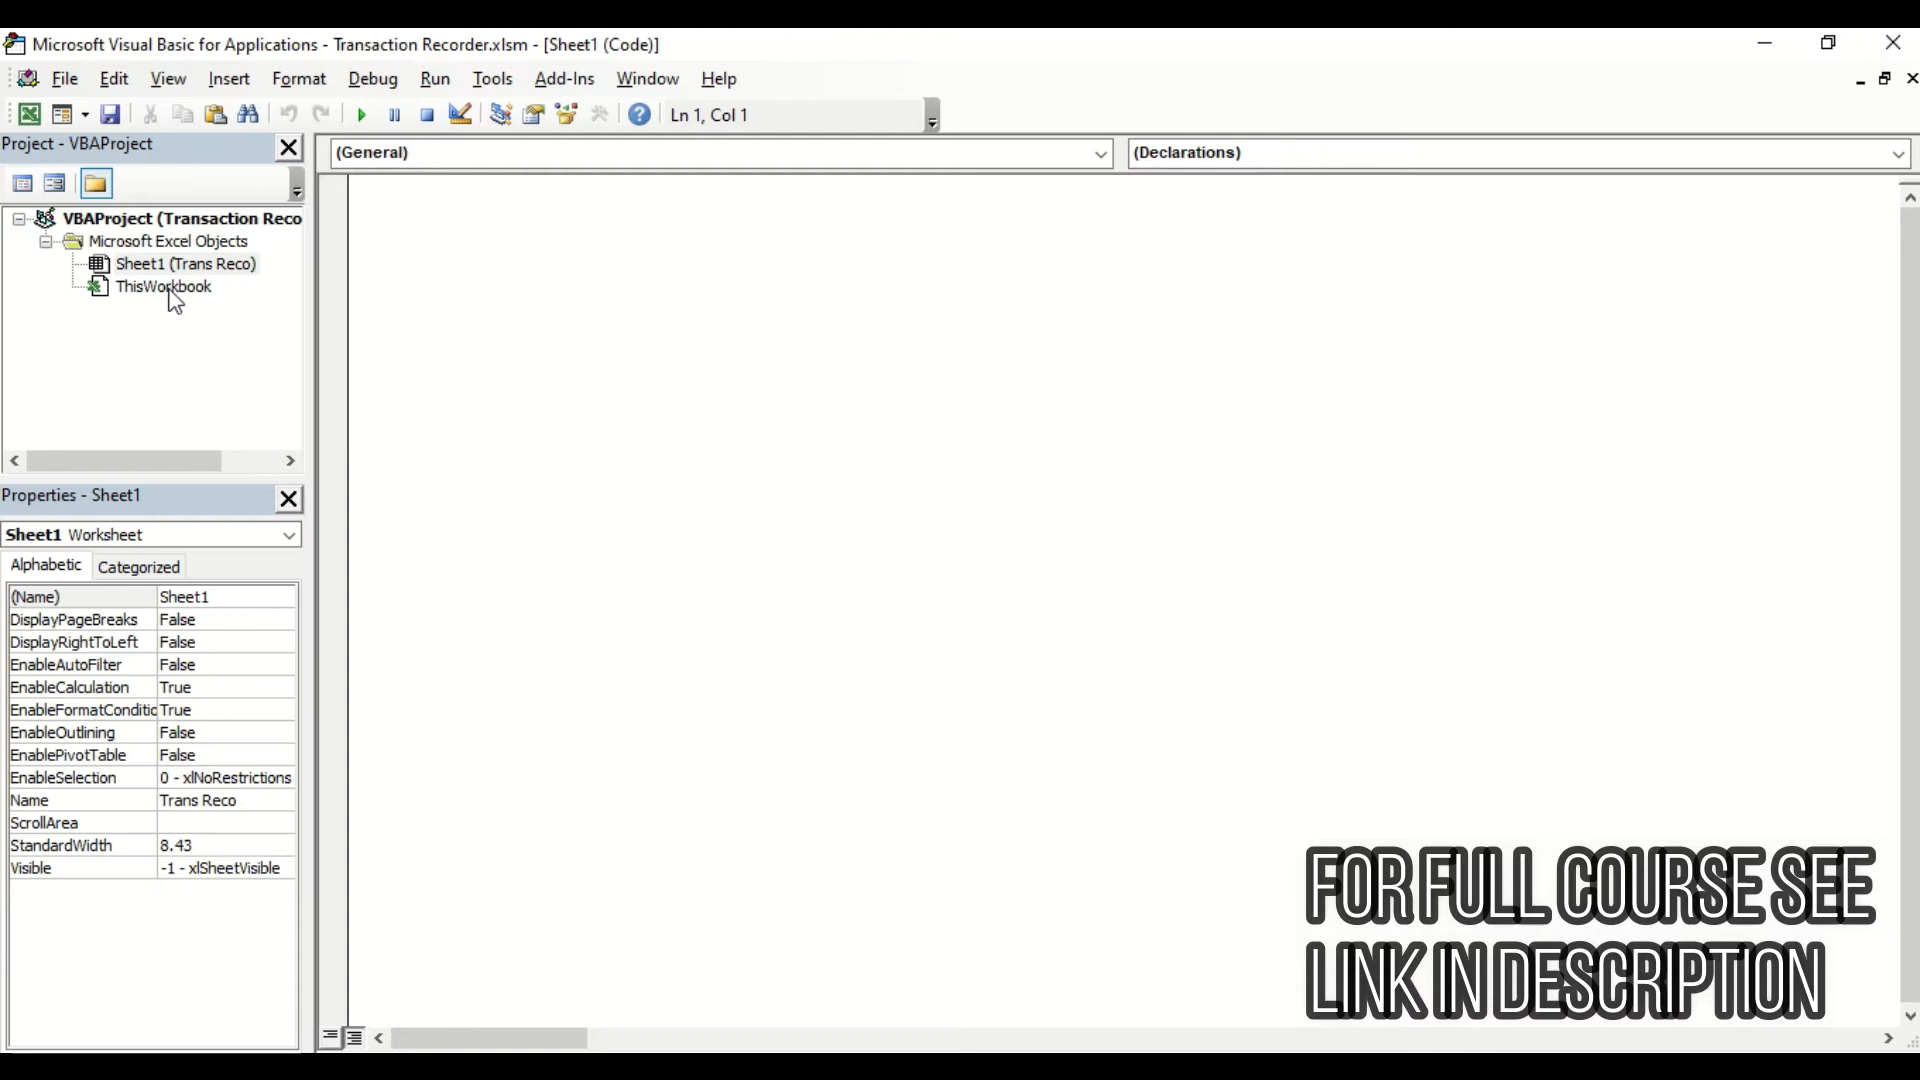 Microsoft Visual Basic for Applications - Transaction Recorder.xlsm - [Sheet1 (Code)]
File Edit View Insert Format Debug Run Tools Add-Ins Window Help
Ln 1, Col 1
Project - VBAProject
(General)
(Declarations)
VBAProject (Transaction Reco
Microsoft Excel Objects
Sheet1 (Trans Reco)
ThisWorkbook
Properties - Sheet1
Sheet1 Worksheet
Alphabetic Categorized
(Name) Sheet1
DisplayPageBreaks False
DisplayRightToLeft False
EnableAutoFilter False
EnableCalculation True
EnableFormatConditio True
EnableOutlining False
EnablePivotTable False
EnableSelection 0 - xlNoRestrictions
Name Trans Reco
ScrollArea
StandardWidth 8.43
Visible -1 - xlSheetVisible
FOR FULL COURSE SEE
LINK IN DESCRIPTION